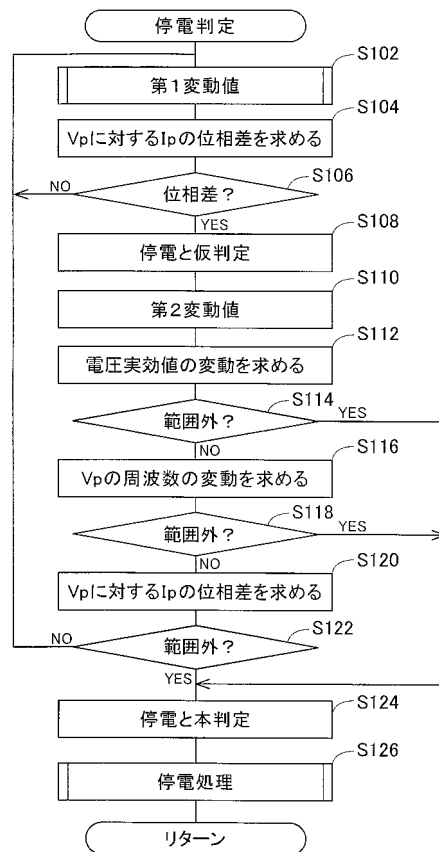 停電判定
S102
第1変動値
S104
Vpに対するIpの位相差を求める
S106
NO
位相差?
YES
S108
停電と仮判定
S110
第2変動値
S112
電圧実効値の変動を求める
S114
範囲外?
YES
NO
S116
Vpの周波数の変動を求める
S118
範囲外?
YES
NO
S120
Vpに対するIpの位相差を求める
S122
NO
範囲外?
YES
S124
停電と本判定
S126
停電処理
リターン